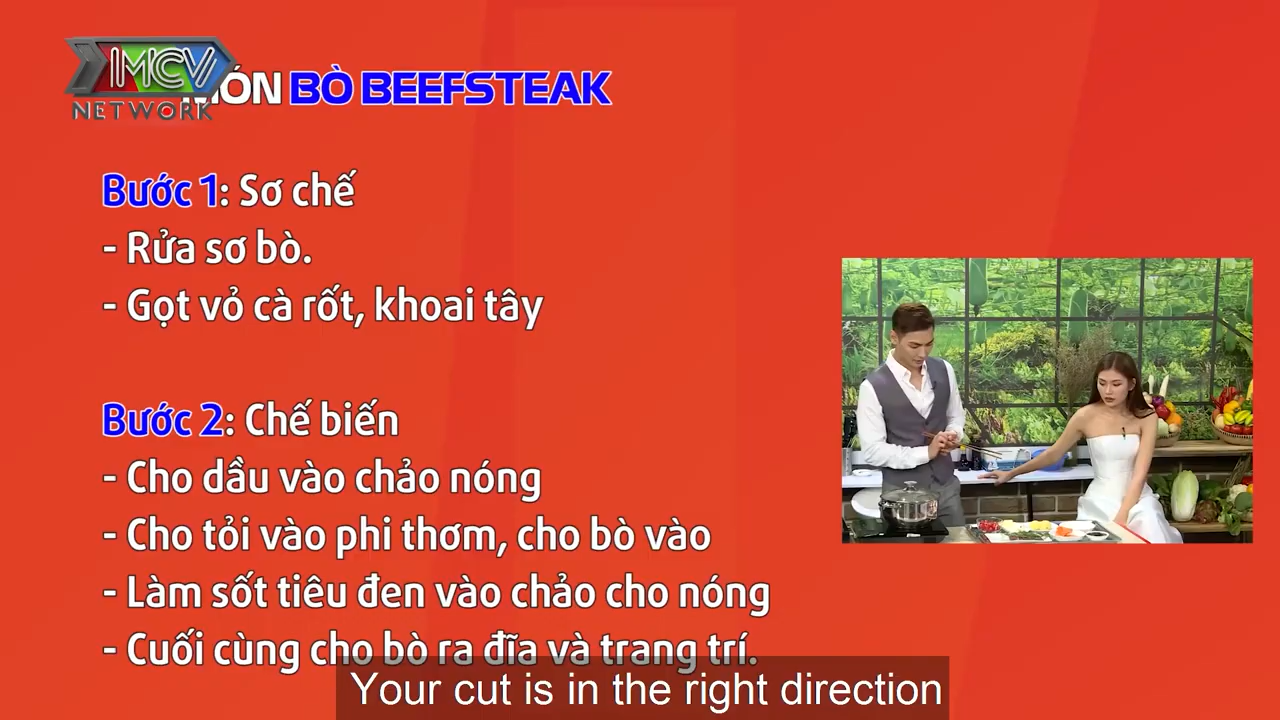 MCV
NETWORK
MÓN BÒ BEEFSTEAK
Bước 1: Sơ chế
- Rửa sơ bò.
- Gọt vỏ cà rốt, khoai tây
Bước 2: Chế biến
- Cho dầu vào chảo nóng
- Cho tỏi vào phi thơm, cho bò vào
- Làm sốt tiêu đen vào chảo cho nóng
- Cuối cùng cho bò ra đĩa và trang trí.
Your cut is in the right direction